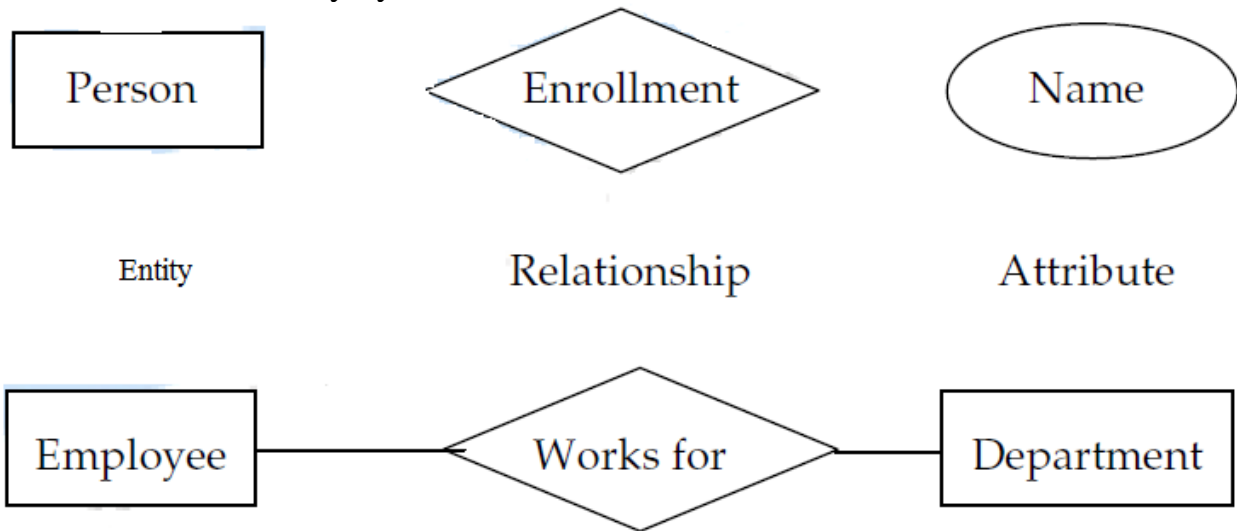 Person Enrollment Name
Entity Relationship Attribute
Employee Works for Department